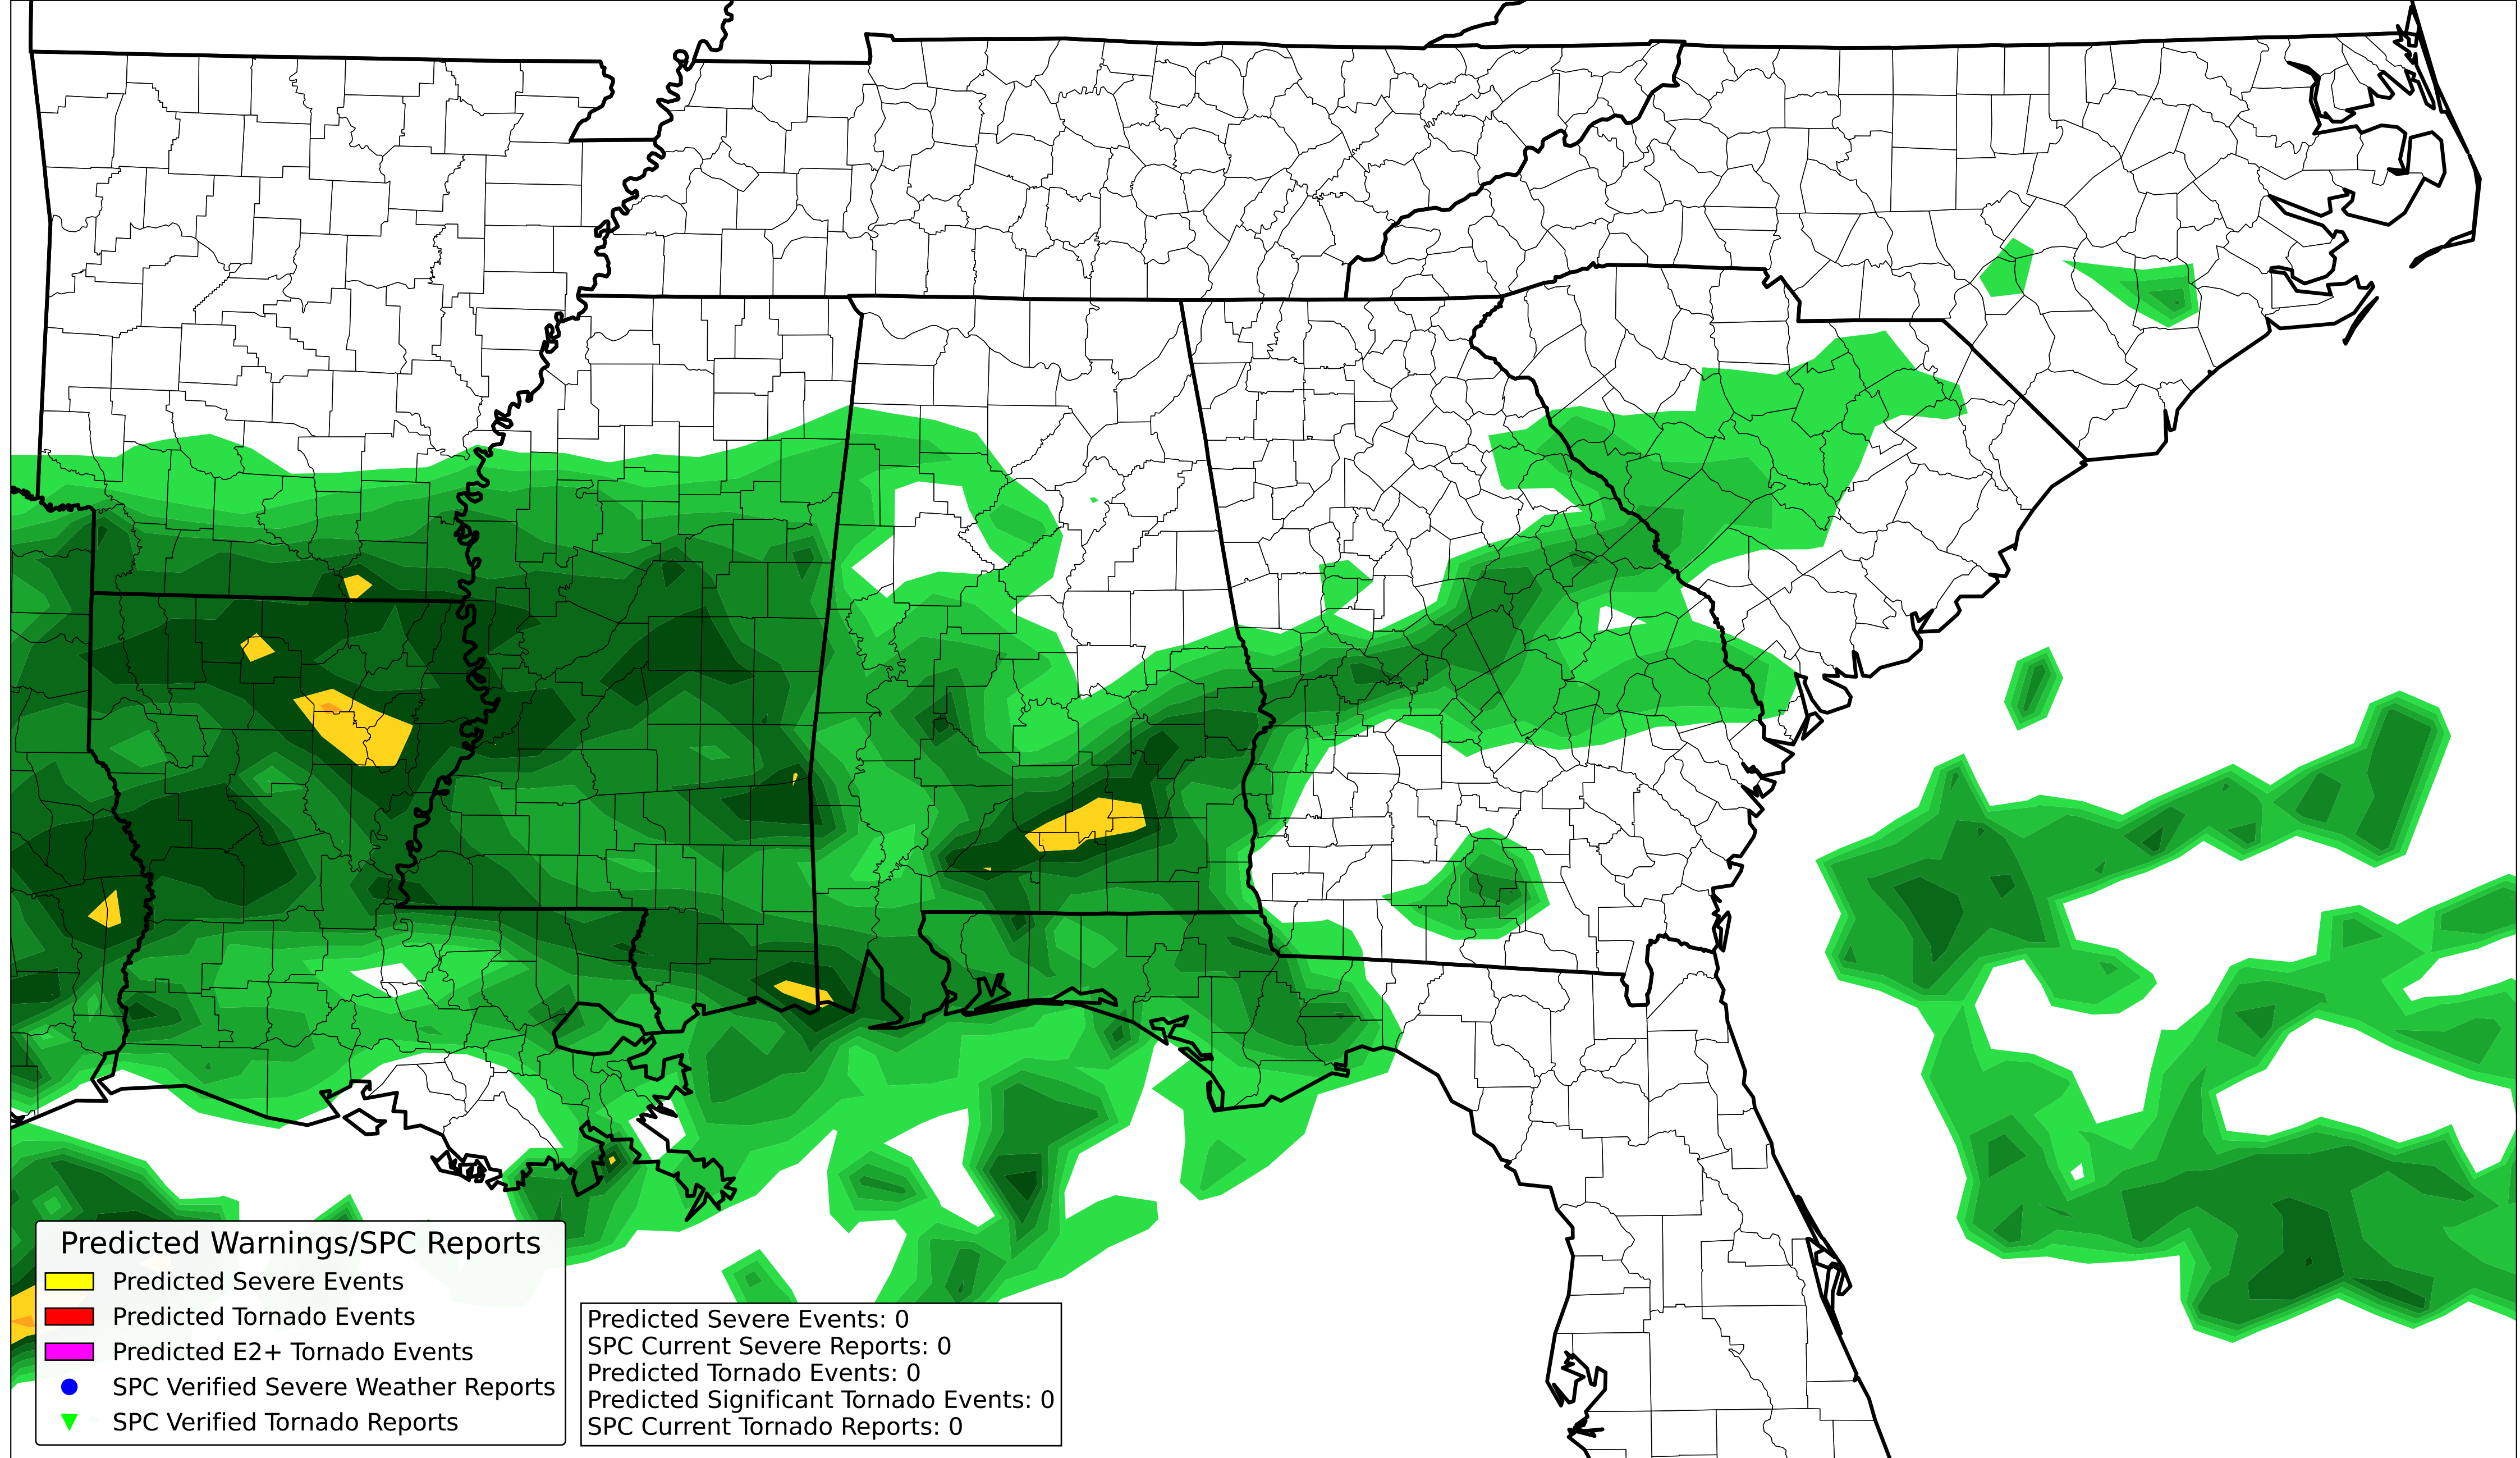 Predicted Warnings/SPC Reports
Predicted Severe Events
Predicted Tornado Events
Predicted E2+ Tornado Events
SPC Verified Severe Weather Reports
SPC Verified Tornado Reports
Predicted Severe Events: 0
SPC Current Severe Reports: 0
Predicted Tornado Events: 0
Predicted Significant Tornado Events: 0
SPC Current Tornado Reports: 0